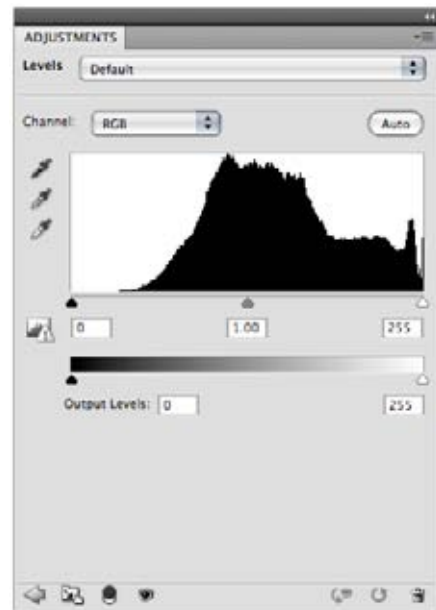 ADJUSTMENTS
Levels Default
Channel: RGB Auto
0 1.00 255
Output Levels: 0 255